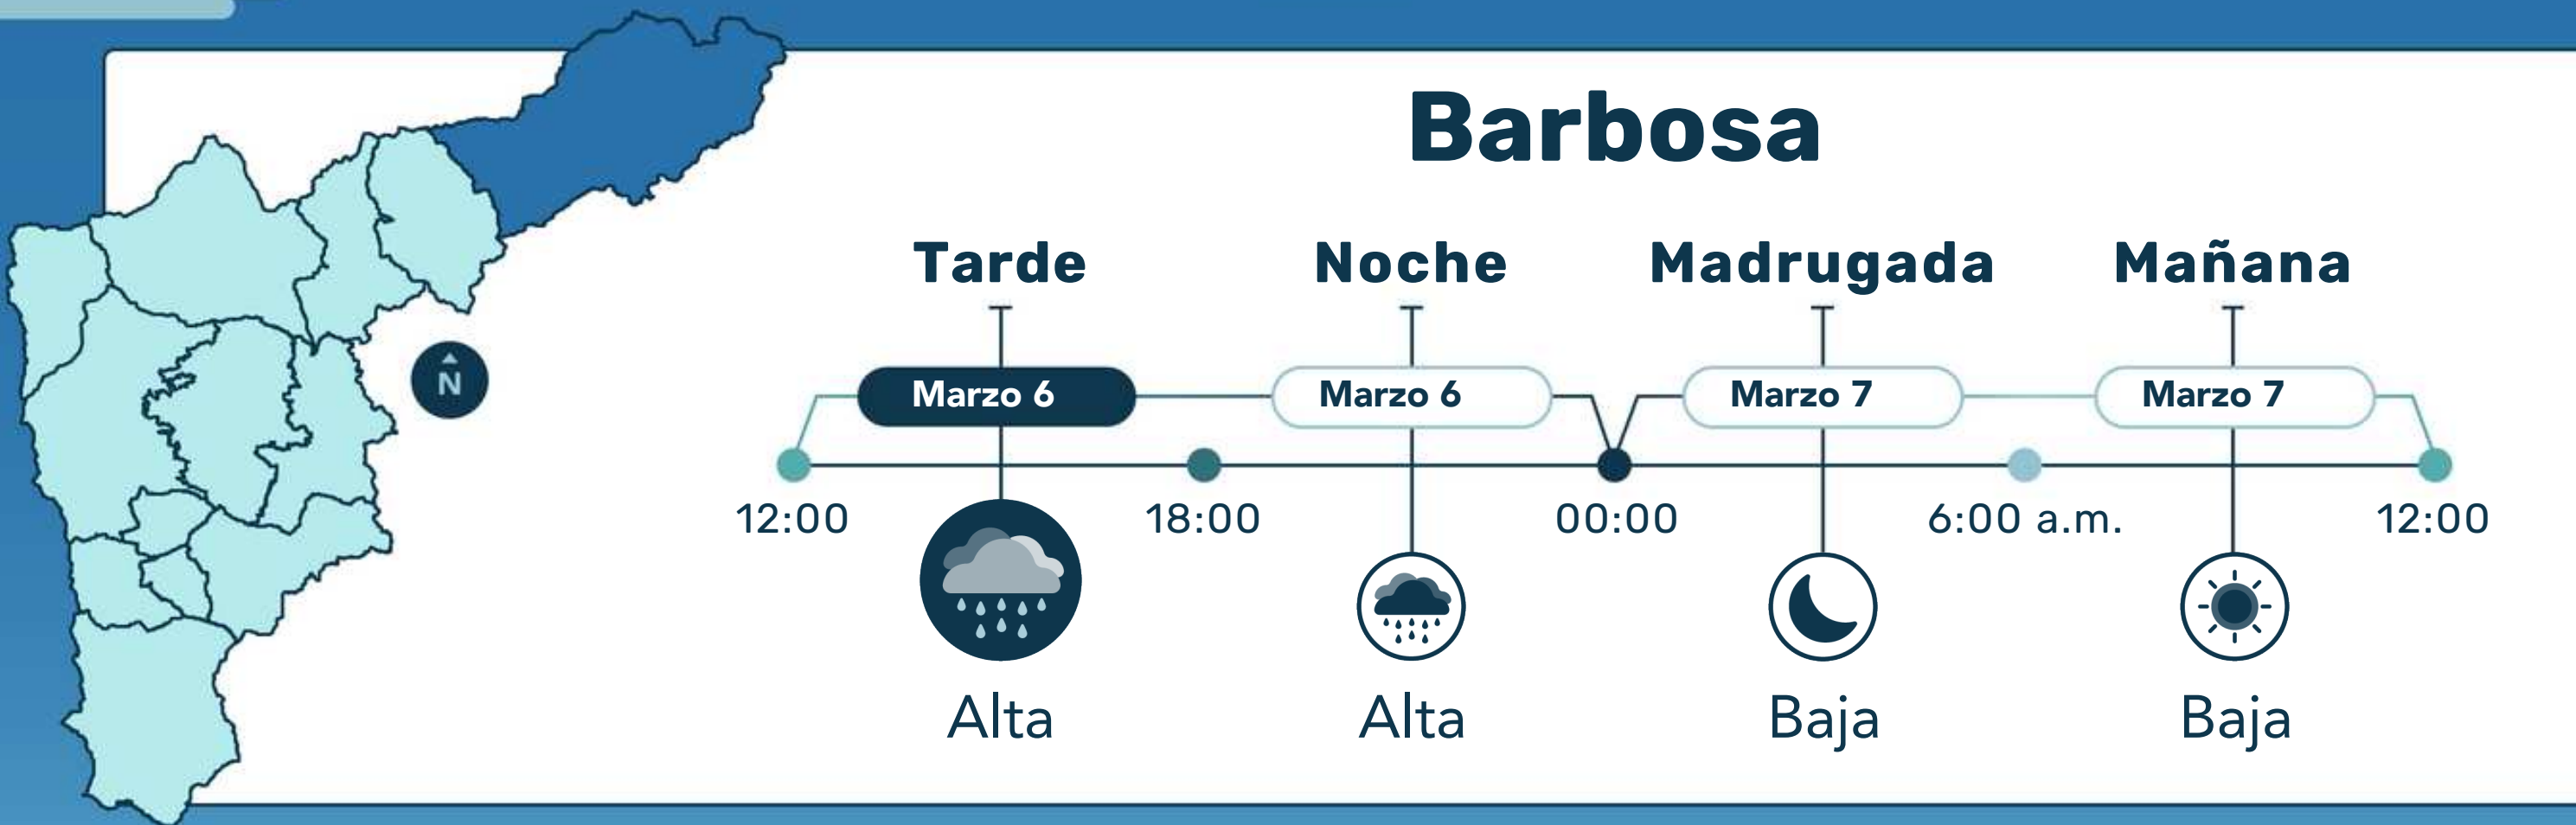 Barbosa
Tarde Noche Madrugada Mañana
Marzo 6 Marzo 6 Marzo 7 Marzo 7
N
12:00 18:00 00:00 6:00 a.m. 12:00
Alta Alta Baja Baja